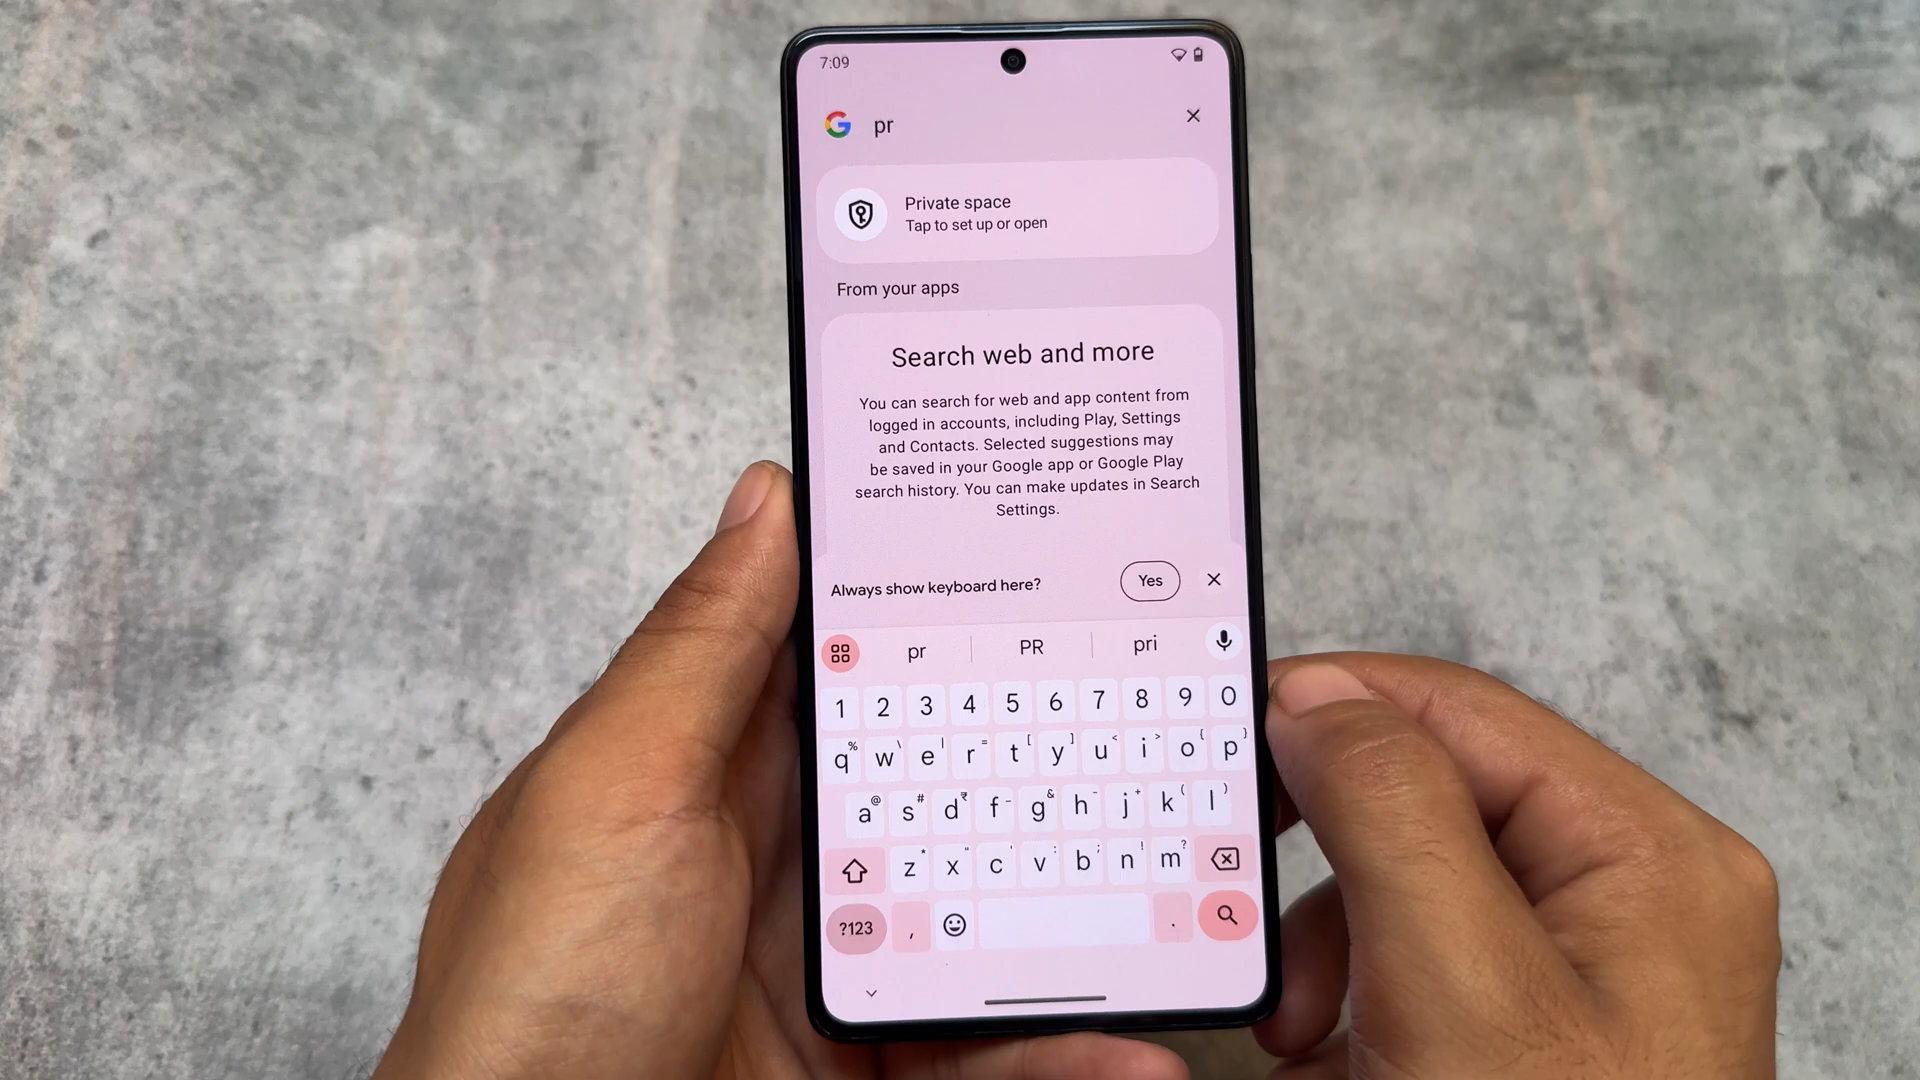 7:09
pr
Private space
Tap to set up or open
From your apps
Search web and more
You can search for web and app content from
logged in accounts, including Play, Settings
and Contacts. Selected suggestions may
be saved in your Google app or Google Play
search history. You can make updates in Search
Settings.
Always show keyboard here? Yes
pr PR pri
1 2 3 4 5 6 7 8 9 0
q% w\ e| r= t[ y] u< i> o{ p}
a@ s# d₹ f- g& h- j+ k( l)
z* x" c' v: b; n! m?
?123 , .